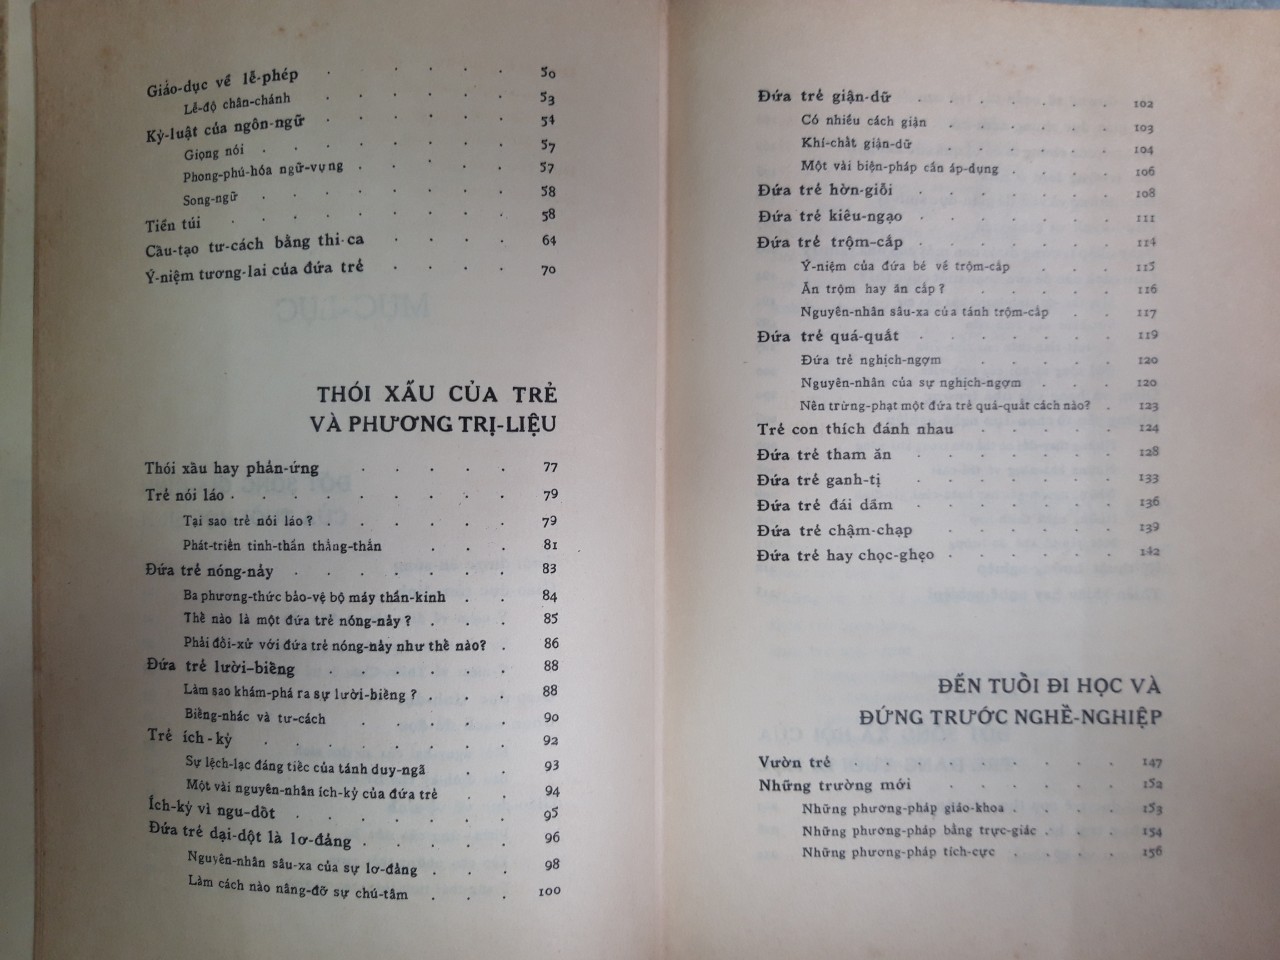 Giáo-dục về lễ-phép . . . . . . 50
Lễ-độ chân-chánh . . . . . 53
Kỷ-luật của ngôn-ngữ . . . . . . 54
Giọng nói . . . . . . . 57
Phong-phú-hóa ngữ-vựng . . . . . 57
Song-ngữ . . . . . . . 58
Tiền túi . . . . . . . . 58
Cấu-tạo tư-cách bằng thi-ca . . . . 64
Ý-niệm tương-lai của đứa trẻ . . . . 70
THÓI XẤU CỦA TRẺ
VÀ PHƯƠNG TRỊ-LIỆU
Thói xấu hay phản-ứng . . . . . 77
Trẻ nói láo . . . . . . . . 79
Tại sao trẻ nói láo ? . . . . . . 79
Phát-triển tinh-thần thẳng-thắn . . . 81
Đứa trẻ nóng-nảy . . . . . . 83
Ba phương-thức bảo-vệ bộ máy thần-kinh . . 84
Thế nào là một đứa trẻ nóng-nảy ? . . . 85
Phải đối-xử với đứa trẻ nóng-nảy như thế nào? . 86
Đứa trẻ lười-biếng . . . . . . 88
Làm sao khám-phá ra sự lười-biếng ? . . . 88
Biếng-nhác và tư-cách . . . . . 90
Trẻ ích-kỷ . . . . . . . 92
Sự lệch-lạc đáng tiếc của tánh duy-ngã . . 93
Một vài nguyên-nhân ích-kỷ của đứa trẻ . . 94
Ích-kỷ vì ngu-dốt . . . . . . 95
Đứa trẻ dại-dột là lơ-đảng . . . . . 96
Nguyên-nhân sâu-xa của sự lơ-đảng . . . 98
Làm cách nào nâng-đỡ sự chú-tâm . . . 100
Đứa trẻ giận-dữ . . . . . . . 102
Có nhiều cách giận . . . . . . 103
Khí-chất giận-dữ . . . . . . 104
Một vài biện-pháp cần áp-dụng . . . . 106
Đứa trẻ hờn-giỗi . . . . . . . 108
Đứa trẻ kiêu-ngạo . . . . . . . 111
Đứa trẻ trộm-cắp . . . . . . . 114
Ý-niệm của đứa bé về trộm-cắp . . . 115
Ăn trộm hay ăn cắp ? . . . . . 116
Nguyên-nhân sâu-xa của tánh trộm-cắp . . 117
Đứa trẻ quá-quắt . . . . . . . 119
Đứa trẻ nghịch-ngợm . . . . . 120
Nguyên-nhân của sự nghịch-ngợm . . . 120
Nên trừng-phạt một đứa trẻ quá-quắt cách nào? . 123
Trẻ con thích đánh nhau . . . . . 124
Đứa trẻ tham ăn . . . . . . . 128
Đứa trẻ ganh-tị . . . . . . . 133
Đứa trẻ đái dầm . . . . . . . 136
Đứa trẻ chậm-chạp . . . . . . 139
Đứa trẻ hay chọc-ghẹo . . . . . . 142
ĐẾN TUỔI ĐI HỌC VÀ
ĐỨNG TRƯỚC NGHỀ-NGHIỆP
Vườn trẻ . . . . . . . . 147
Những trường mới . . . . . . 152
Những phương-pháp giáo-khoa . . . . 153
Những phương-pháp bằng trực-giác . . . 154
Những phương-pháp tích-cực . . . . 156